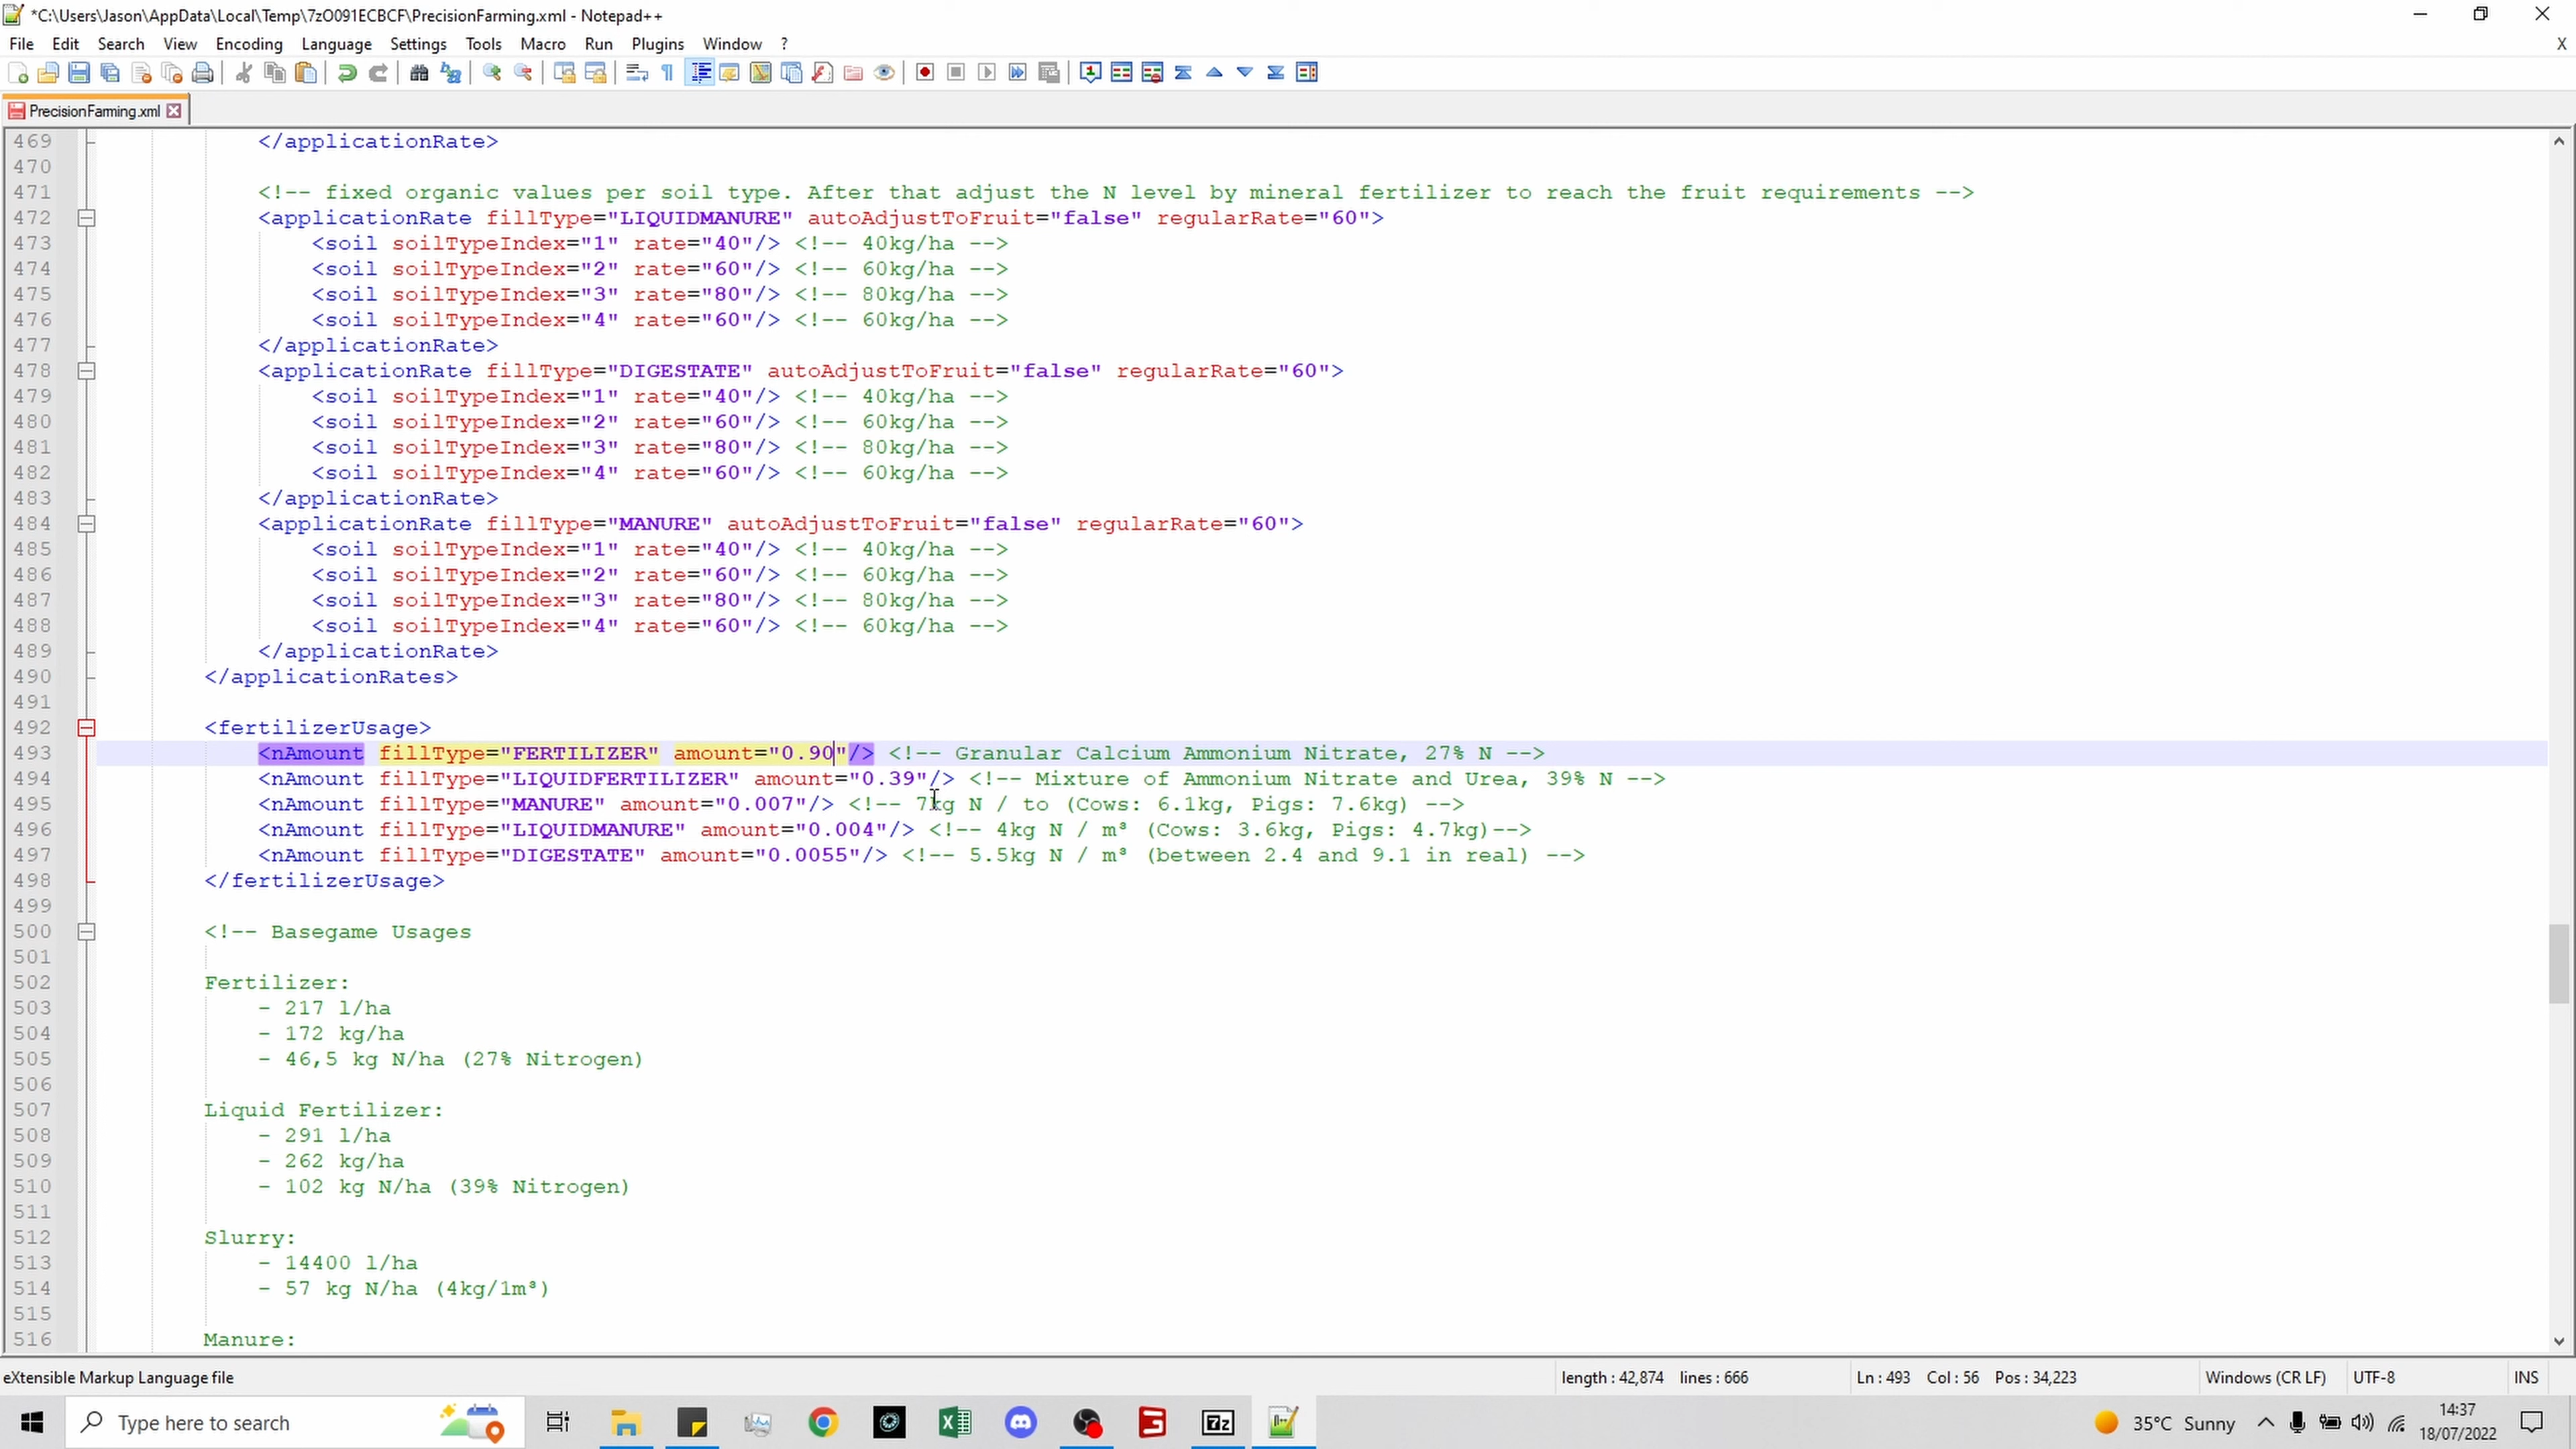 *C:\Users\Jason\AppData\Local\Temp\7zO091ECBCF\PrecisionFarming.xml - Notepad++
File Edit Search View Encoding Language Settings Tools Macro Run Plugins Window ?
X
PrecisionFarming.xml
469 </applicationRate>
470
471 <!-- fixed organic values per soil type. After that adjust the N level by mineral fertilizer to reach the fruit requirements -->
472 <applicationRate fillType="LIQUIDMANURE" autoAdjustToFruit="false" regularRate="60">
473 <soil soilTypeIndex="1" rate="40"/> <!-- 40kg/ha -->
474 <soil soilTypeIndex="2" rate="60"/> <!-- 60kg/ha -->
475 <soil soilTypeIndex="3" rate="80"/> <!-- 80kg/ha -->
476 <soil soilTypeIndex="4" rate="60"/> <!-- 60kg/ha -->
477 </applicationRate>
478 <applicationRate fillType="DIGESTATE" autoAdjustToFruit="false" regularRate="60">
479 <soil soilTypeIndex="1" rate="40"/> <!-- 40kg/ha -->
480 <soil soilTypeIndex="2" rate="60"/> <!-- 60kg/ha -->
481 <soil soilTypeIndex="3" rate="80"/> <!-- 80kg/ha -->
482 <soil soilTypeIndex="4" rate="60"/> <!-- 60kg/ha -->
483 </applicationRate>
484 <applicationRate fillType="MANURE" autoAdjustToFruit="false" regularRate="60">
485 <soil soilTypeIndex="1" rate="40"/> <!-- 40kg/ha -->
486 <soil soilTypeIndex="2" rate="60"/> <!-- 60kg/ha -->
487 <soil soilTypeIndex="3" rate="80"/> <!-- 80kg/ha -->
488 <soil soilTypeIndex="4" rate="60"/> <!-- 60kg/ha -->
489 </applicationRate>
490 </applicationRates>
491
492 <fertilizerUsage>
493 <nAmount fillType="FERTILIZER" amount="0.90"/> <!-- Granular Calcium Ammonium Nitrate, 27% N -->
494 <nAmount fillType="LIQUIDFERTILIZER" amount="0.39"/> <!-- Mixture of Ammonium Nitrate and Urea, 39% N -->
495 <nAmount fillType="MANURE" amount="0.007"/> <!-- 7kg N / to (Cows: 6.1kg, Pigs: 7.6kg) -->
496 <nAmount fillType="LIQUIDMANURE" amount="0.004"/> <!-- 4kg N / m³ (Cows: 3.6kg, Pigs: 4.7kg)-->
497 <nAmount fillType="DIGESTATE" amount="0.0055"/> <!-- 5.5kg N / m³ (between 2.4 and 9.1 in real) -->
498 </fertilizerUsage>
499
500 <!-- Basegame Usages
501
502 Fertilizer:
503 - 217 l/ha
504 - 172 kg/ha
505 - 46,5 kg N/ha (27% Nitrogen)
506
507 Liquid Fertilizer:
508 - 291 l/ha
509 - 262 kg/ha
510 - 102 kg N/ha (39% Nitrogen)
511
512 Slurry:
513 - 14400 l/ha
514 - 57 kg N/ha (4kg/1m³)
515
516 Manure:
eXtensible Markup Language file length : 42,874 lines : 666 Ln : 493 Col : 56 Pos : 34,223 Windows (CR LF) UTF-8 INS
Type here to search
7z
35°C Sunny
14:37
18/07/2022